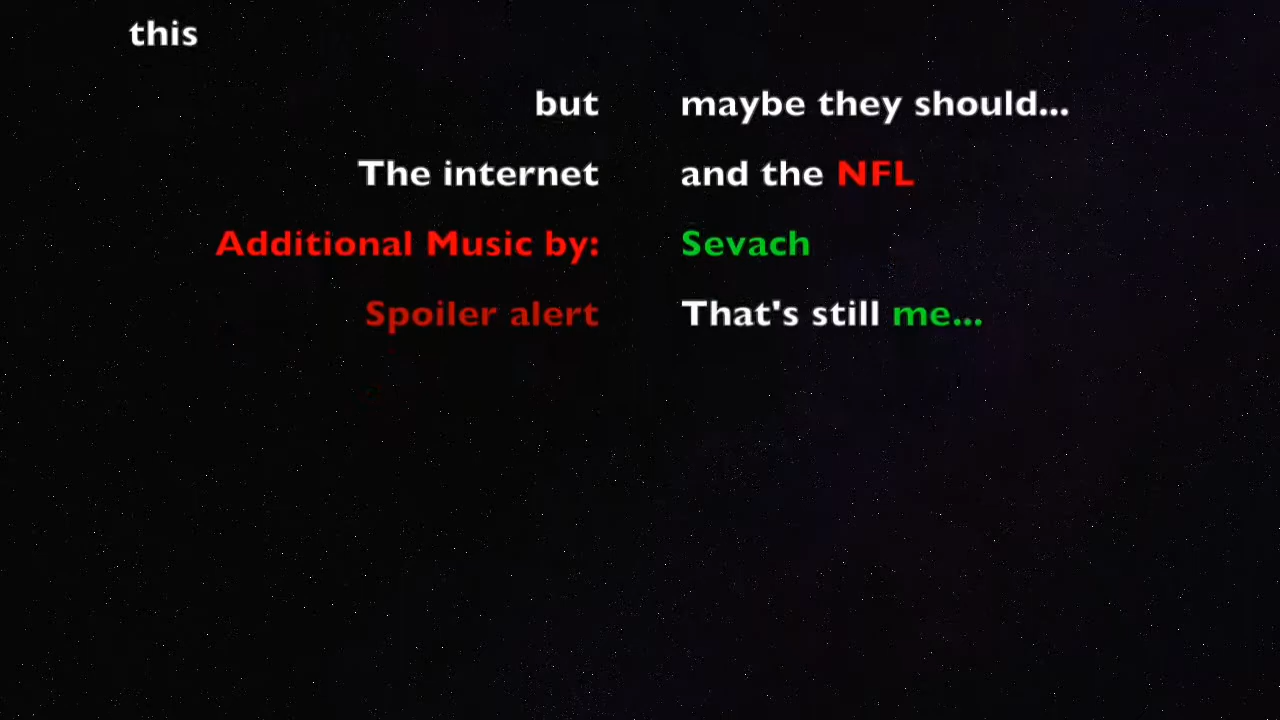 this
but maybe they should...
The internet and the NFL
Additional Music by: Sevach
Spoiler alert That's still me...